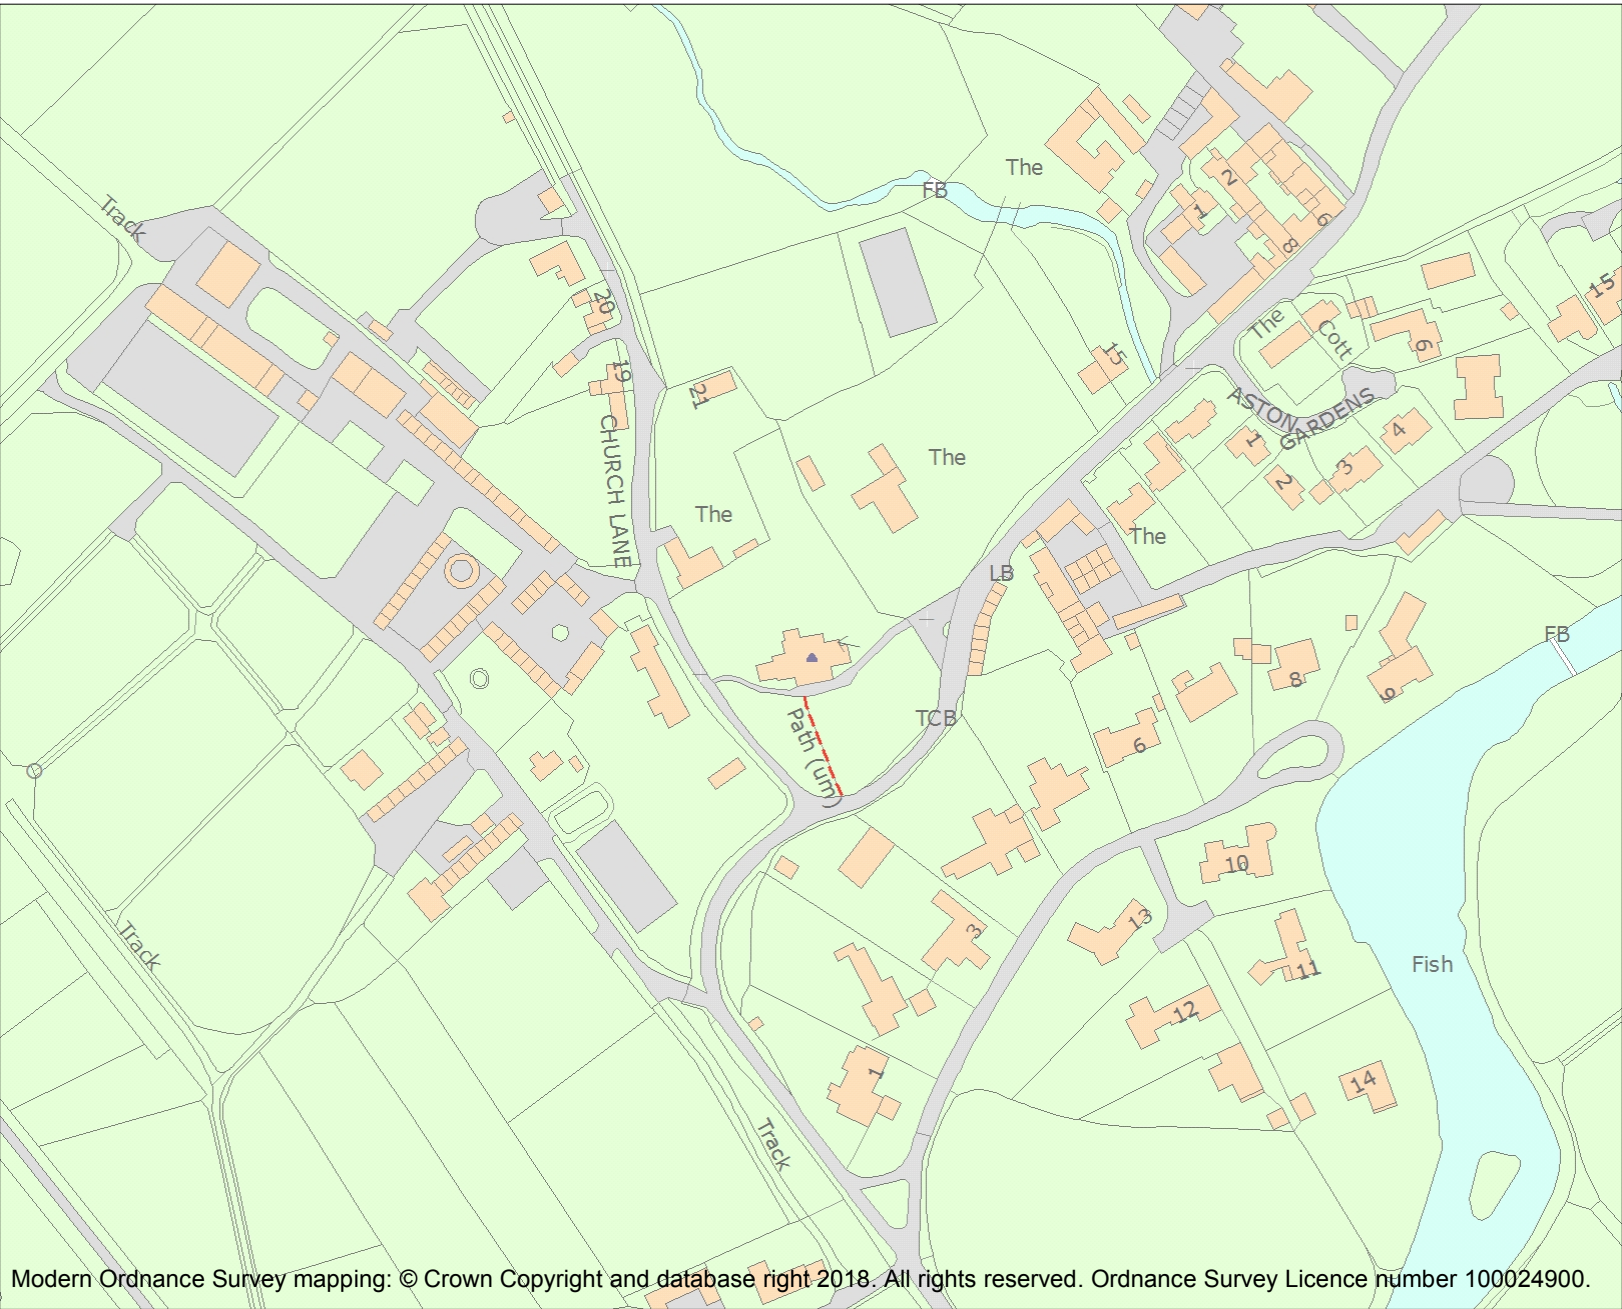 The
FB
Track
2
1
6
8
15
20
The
Cott
6
19
15
21
CHURCH LANE
ASTON
GARDENS
1
4
The
3
2
The
The
LB
FB
8
9
Path (um)
TCB
6
10
13
3
Track
11
Fish
12
1
14
Track
Modern Ordnance Survey mapping: © Crown Copyright and database right 2018. All rights reserved. Ordnance Survey Licence number 100024900.